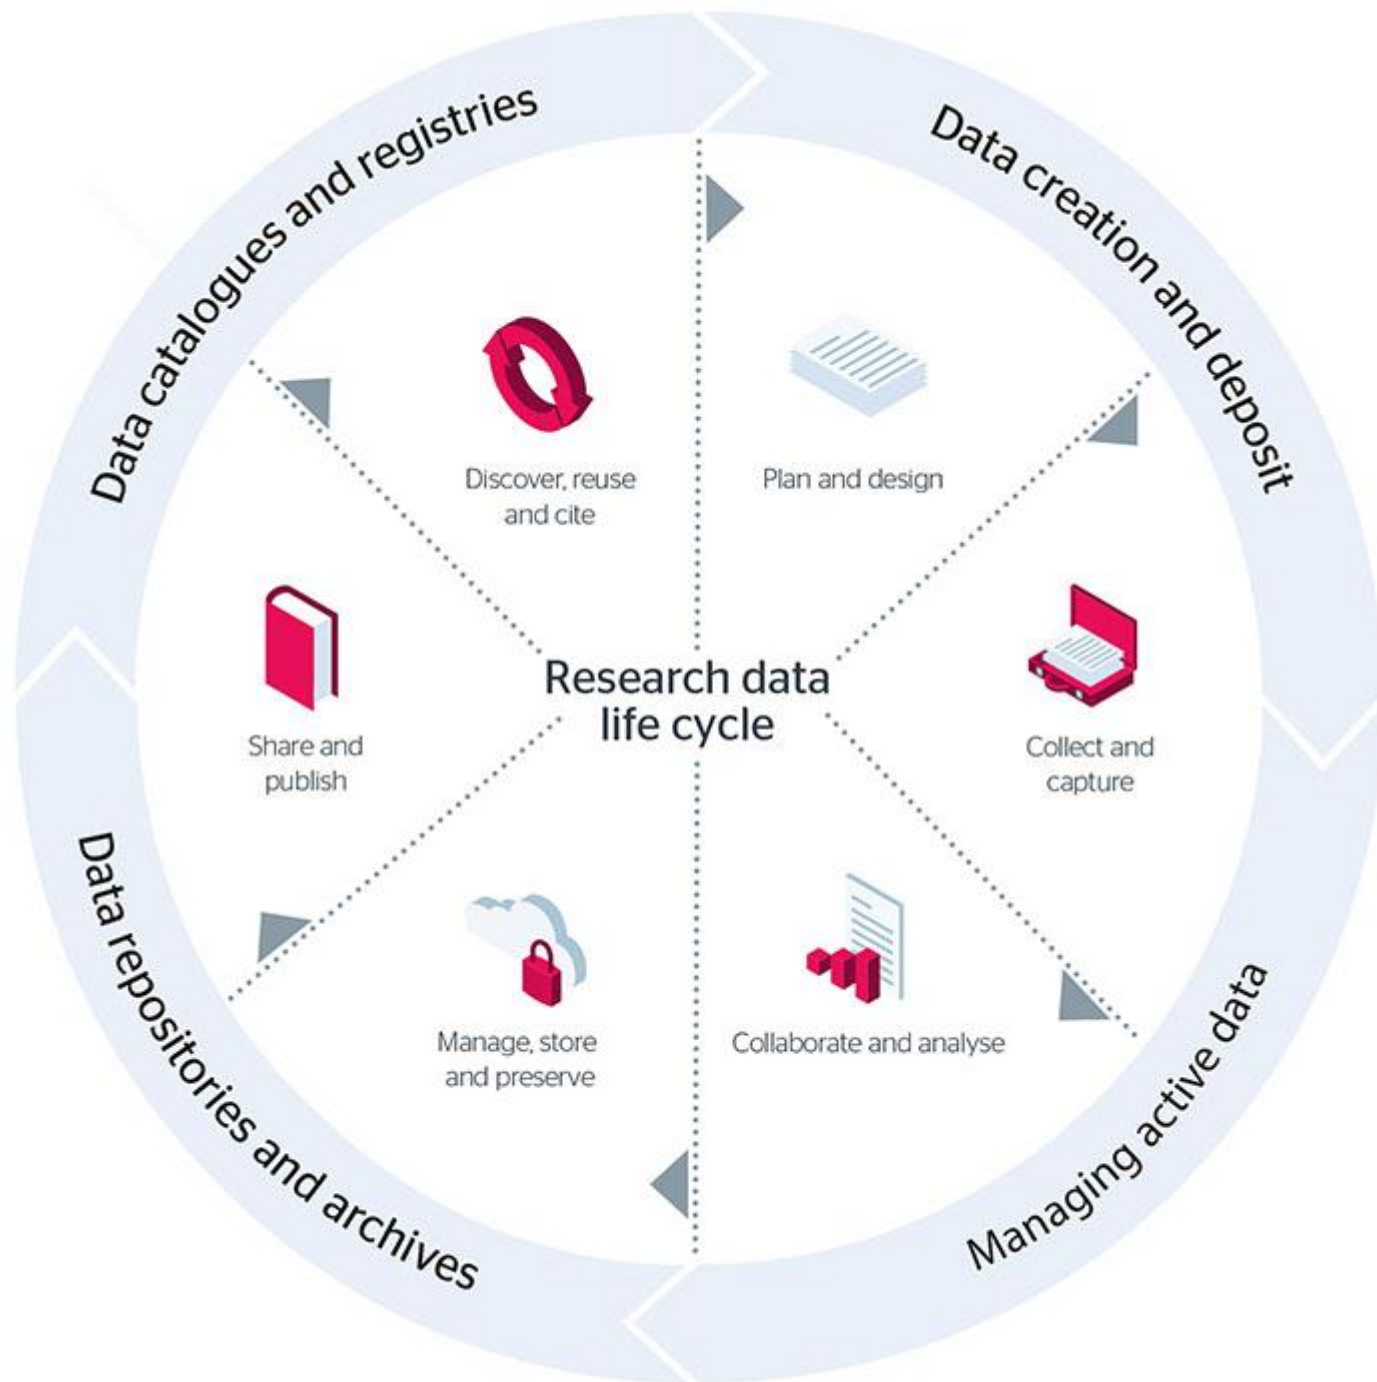 Data catalogues and registries
Data creation and deposit
Discover, reuse
and cite
Plan and design
Research data
life cycle
Share and
publish
Collect and
capture
Manage, store
and preserve
Collaborate and analyse
Data repositories and archives
Managing active data